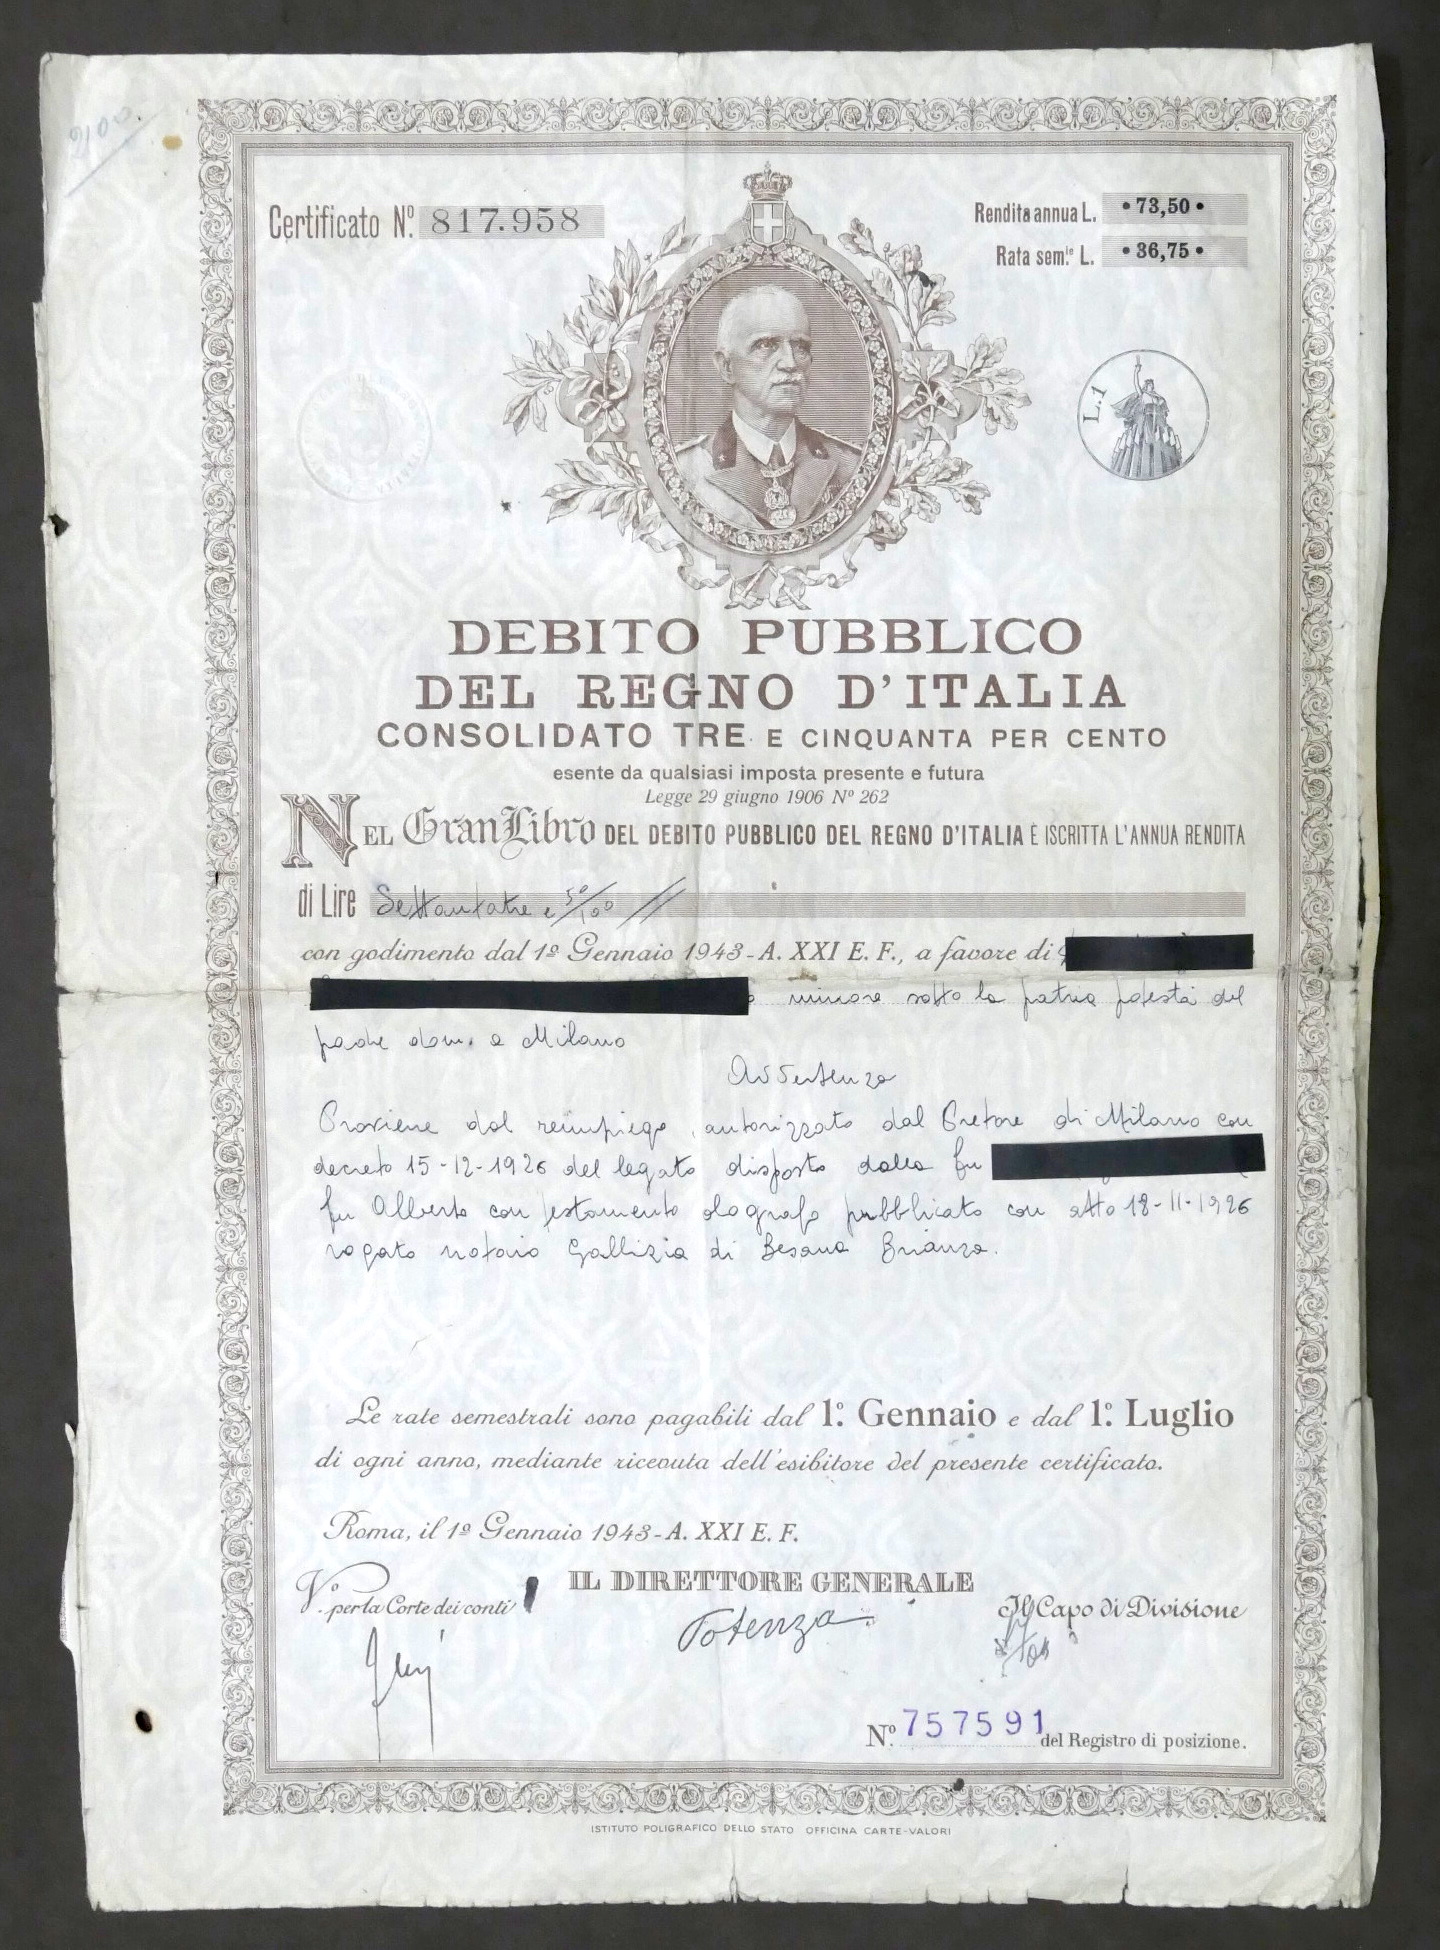 2100.
Certificato N.º 817.958
Rendita annua L. • 73,50 •
Rata sem.le L. • 36,75 •
L.1
DEBITO PUBBLICO
DEL REGNO D'ITALIA
CONSOLIDATO TRE E CINQUANTA PER CENTO
esente da qualsiasi imposta presente e futura
Legge 29 giugno 1906 Nº 262
NEL Gran Libro DEL DEBITO PUBBLICO DEL REGNO D'ITALIA È ISCRITTA L'ANNUA RENDITA
di Lire Settantatre e 50/100 //
con godimento dal 1º Gennaio 1943 - A. XXI E. F., a favore di
minore sotto la patria potestà del
padre dom. a Milano
Avvertenza
Proviene dal reimpiego, autorizzato dal Pretore di Milano con
decreto 15-12-1926 del legato disposto dalla fu
fu Alberto con testamento olografo pubblicato con atto 18-11-1926
rogato notaio Gallizia di Besana Brianza.
Le rate semestrali sono pagabili dal 1.º Gennaio e dal 1.º Luglio
di ogni anno, mediante ricevuta dell'esibitore del presente certificato.
Roma, il 1º Gennaio 1943 - A. XXI E. F.
V.º per la Corte dei conti
IL DIRETTORE GENERALE
Il Capo di Divisione
Potenza
N.º 757591 del Registro di posizione.
ISTITUTO POLIGRAFICO DELLO STATO OFFICINA CARTE-VALORI